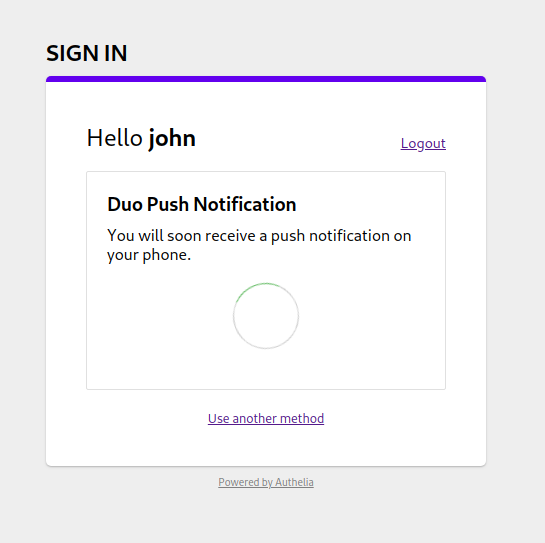 SIGN IN
Hello john
Logout
Duo Push Notification
You will soon receive a push notification on
your phone.
Use another method
Powered by Authelia